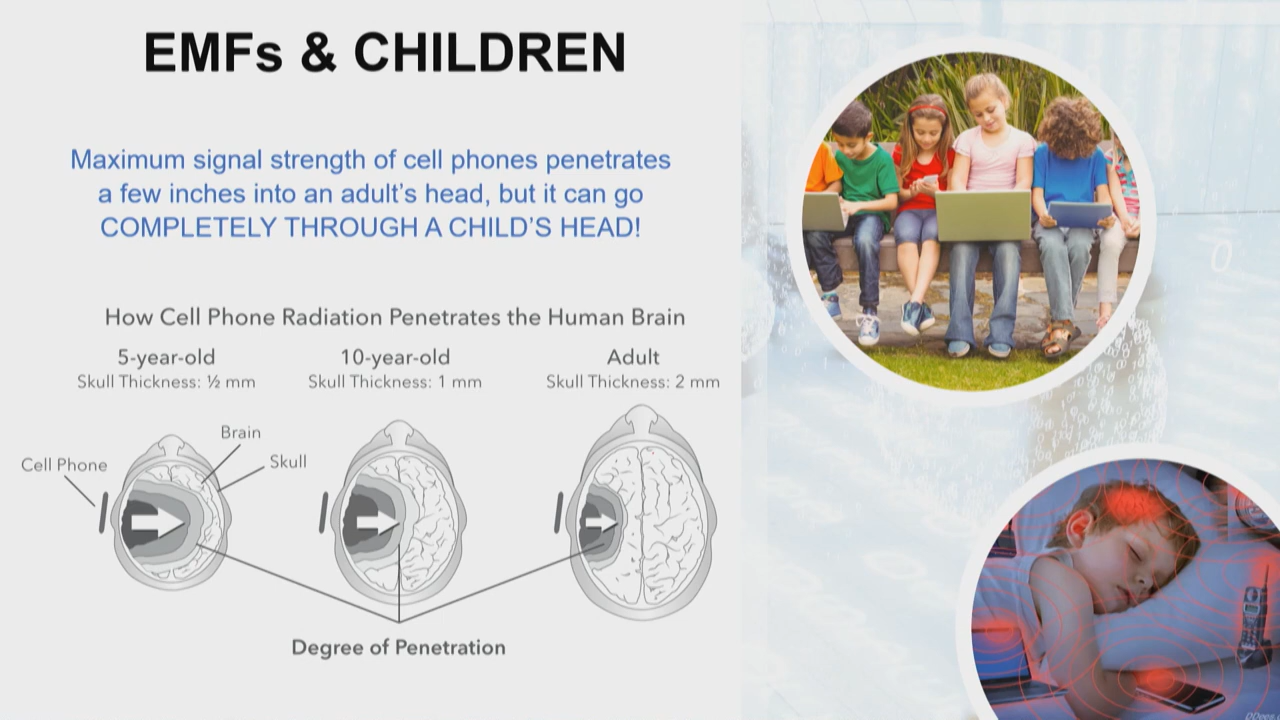 EMFs & CHILDREN
Maximum signal strength of cell phones penetrates
a few inches into an adult’s head, but it can go
COMPLETELY THROUGH A CHILD’S HEAD!
How Cell Phone Radiation Penetrates the Human Brain
5-year-old
Skull Thickness: ½ mm
10-year-old
Skull Thickness: 1 mm
Adult
Skull Thickness: 2 mm
Brain
Skull
Cell Phone
Degree of Penetration